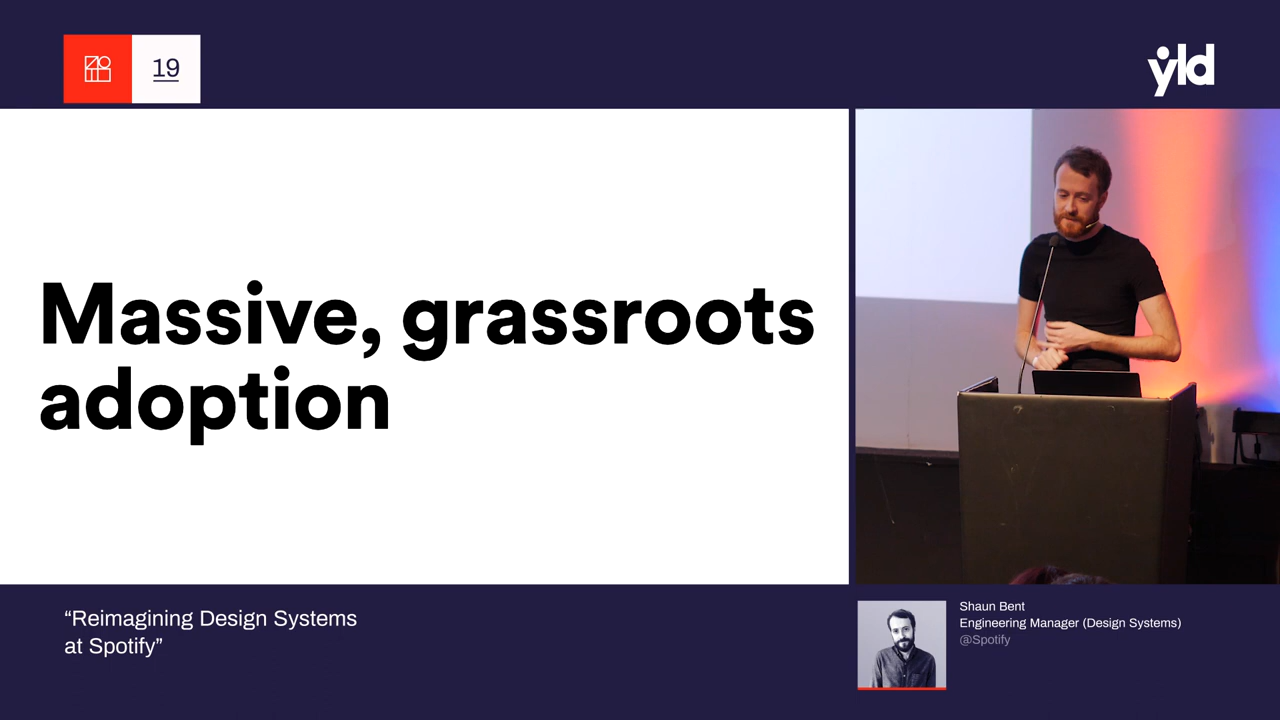 19
yld
Massive, grassroots
adoption
“Reimagining Design Systems
at Spotify”
Shaun Bent
Engineering Manager (Design Systems)
@Spotify